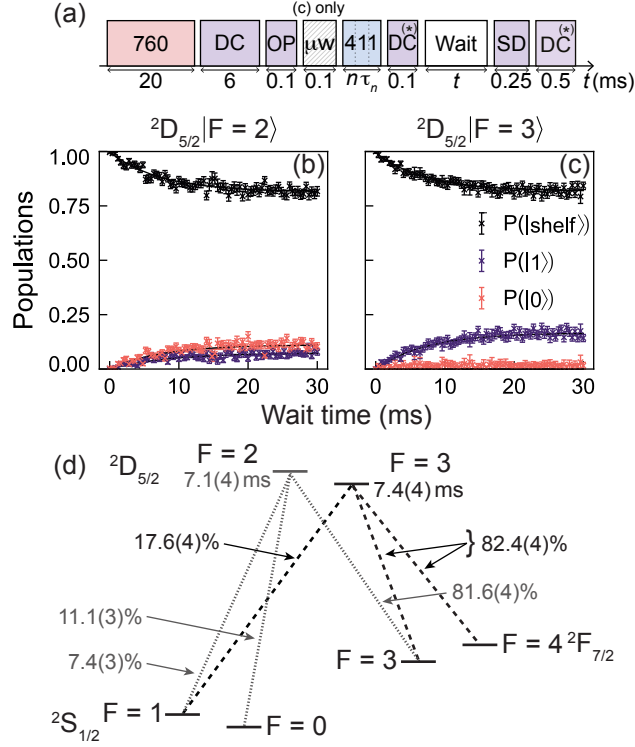 (a)
(c) only
760 DC OP μw 411 DC(*) Wait SD DC(*)
20 6 0.1 0.1 nτn 0.1 t 0.25 0.5 t(ms)
²D5/2|F = 2⟩ ²D5/2|F = 3⟩
(b) (c)
1.00
0.75
0.50
0.25
0.00
Populations
P(|shelf⟩)
P(|1⟩)
P(|0⟩)
0 10 20 30 0 10 20 30
Wait time (ms)
(d) ²D5/2
F = 2 F = 3
7.1(4) ms 7.4(4) ms
17.6(4)% } 82.4(4)%
11.1(3)% 81.6(4)%
7.4(3)%
F = 3 F = 4 ²F7/2
²S1/2 F = 1 F = 0